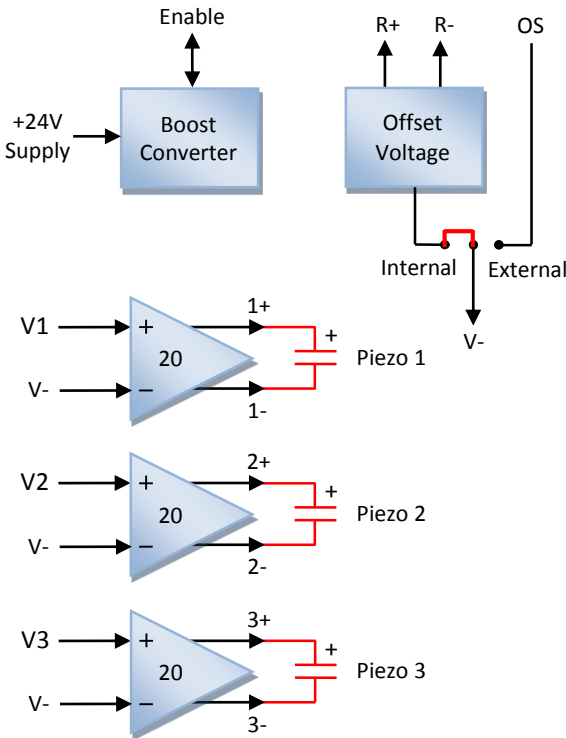 Enable
R+
R-
OS
+24V
Supply
Boost
Converter
Offset
Voltage
Internal
External
V-
V1
+
20
V-
−
1+
1-
+
Piezo 1
V2
+
20
V-
−
2+
2-
+
Piezo 2
V3
+
20
V-
−
3+
3-
+
Piezo 3